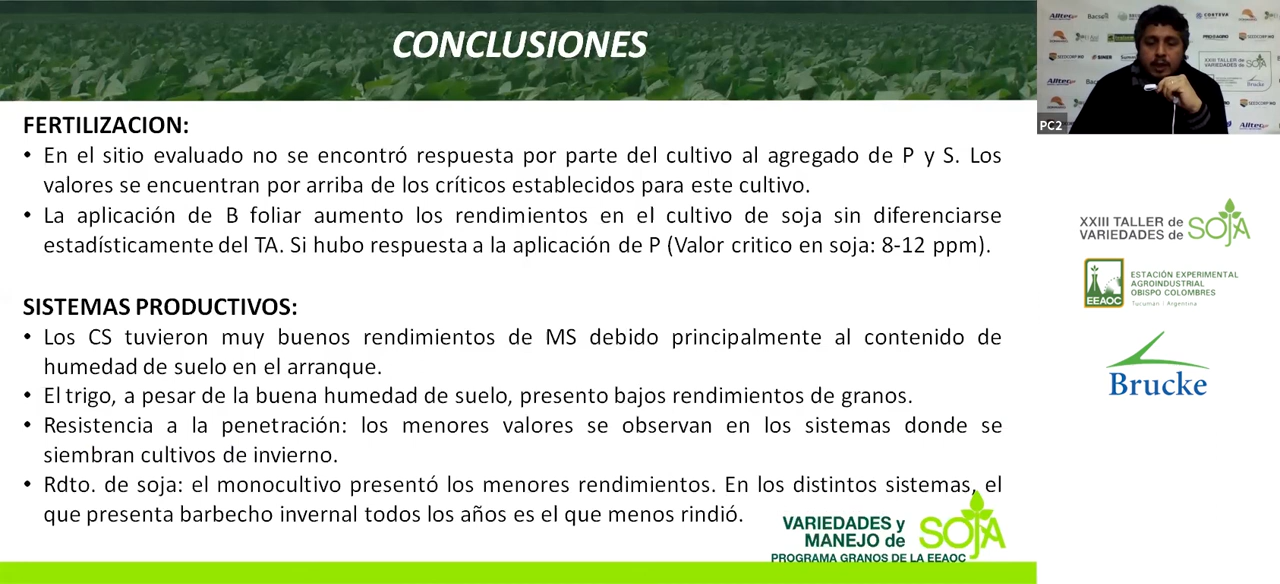 CONCLUSIONES
FERTILIZACION:
• En el sitio evaluado no se encontró respuesta por parte del cultivo al agregado de P y S. Los
valores se encuentran por arriba de los críticos establecidos para este cultivo.
• La aplicación de B foliar aumento los rendimientos en el cultivo de soja sin diferenciarse
estadísticamente del TA. Si hubo respuesta a la aplicación de P (Valor critico en soja: 8-12 ppm).
SISTEMAS PRODUCTIVOS:
• Los CS tuvieron muy buenos rendimientos de MS debido principalmente al contenido de
humedad de suelo en el arranque.
• El trigo, a pesar de la buena humedad de suelo, presento bajos rendimientos de granos.
• Resistencia a la penetración: los menores valores se observan en los sistemas donde se
siembran cultivos de invierno.
• Rdto. de soja: el monocultivo presentó los menores rendimientos. En los distintos sistemas, el
que presenta barbecho invernal todos los años es el que menos rindió.
VARIEDADES y
MANEJO de SOJA
PROGRAMA GRANOS DE LA EEAOC
PC2
XXIII TALLER de
VARIEDADES de SOJA
EEAOC
ESTACIÓN EXPERIMENTAL
AGROINDUSTRIAL
OBISPO COLOMBRES
Tucumán | Argentina
Brucke